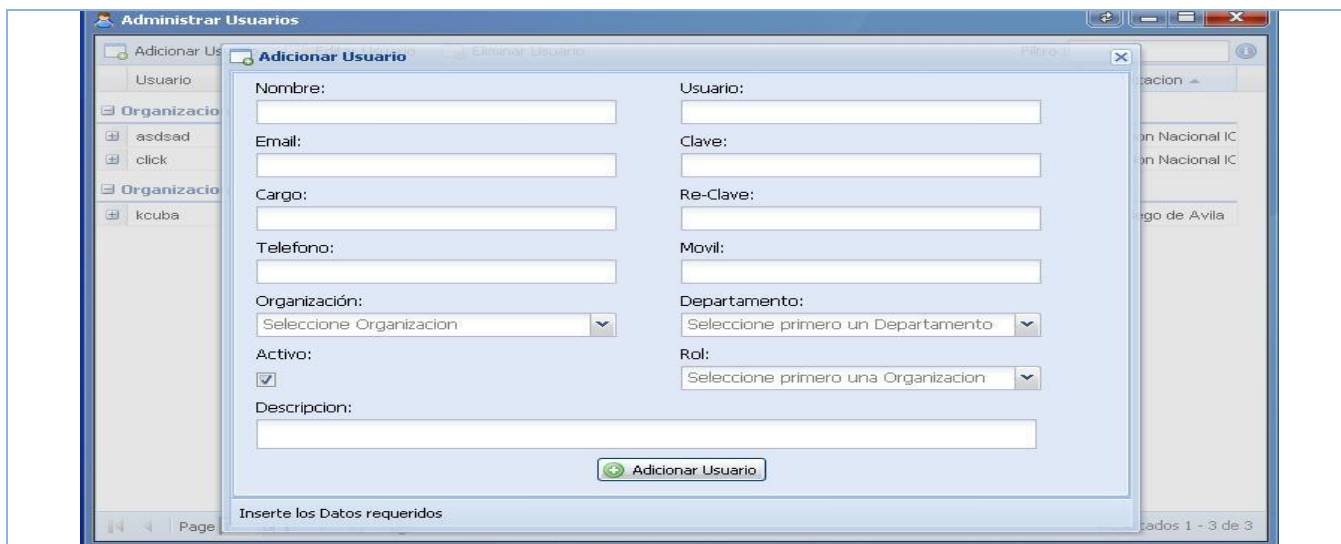 Administrar Usuarios
Adicionar Us Eliminar Usuario Filtro
Adicionar Usuario
Usuario
tacion
Nombre: Usuario:
Organizacio
asdsad
on Nacional IC
Email: Clave:
click
on Nacional IC
Organizacio
Cargo: Re-Clave:
kcuba
ego de Avila
Telefono: Movil:
Organización: Departamento:
Seleccione Organizacion Seleccione primero un Departamento
Activo: Rol:
Seleccione primero una Organizacion
Descripcion:
Adicionar Usuario
Inserte los Datos requeridos
Page
tados 1 - 3 de 3